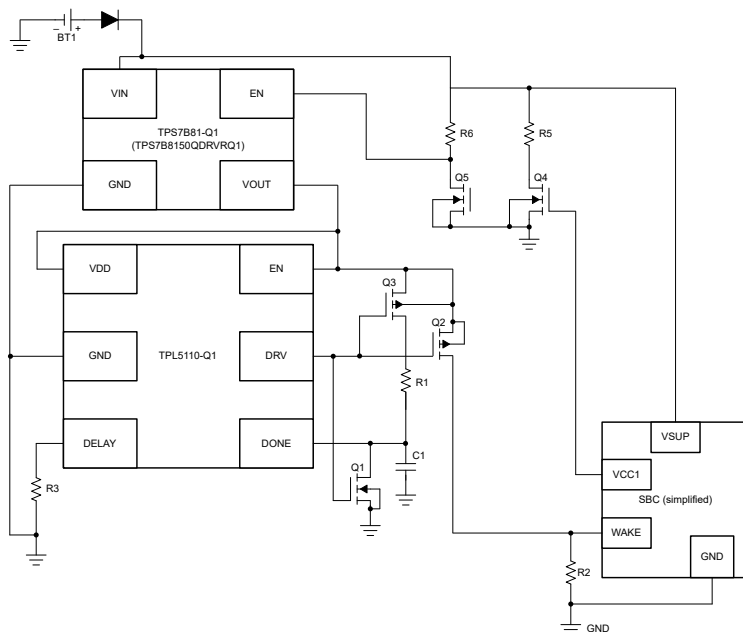 BT1
− +
VIN
EN
TPS7B81-Q1
(TPS7B8150QDRVRQ1)
GND
VOUT
R6
R5
Q5
Q4
VDD
EN
Q3
Q2
GND
TPL5110-Q1
DRV
R1
DELAY
DONE
C1
Q1
R3
VSUP
VCC1
SBC (simplified)
WAKE
GND
R2
GND